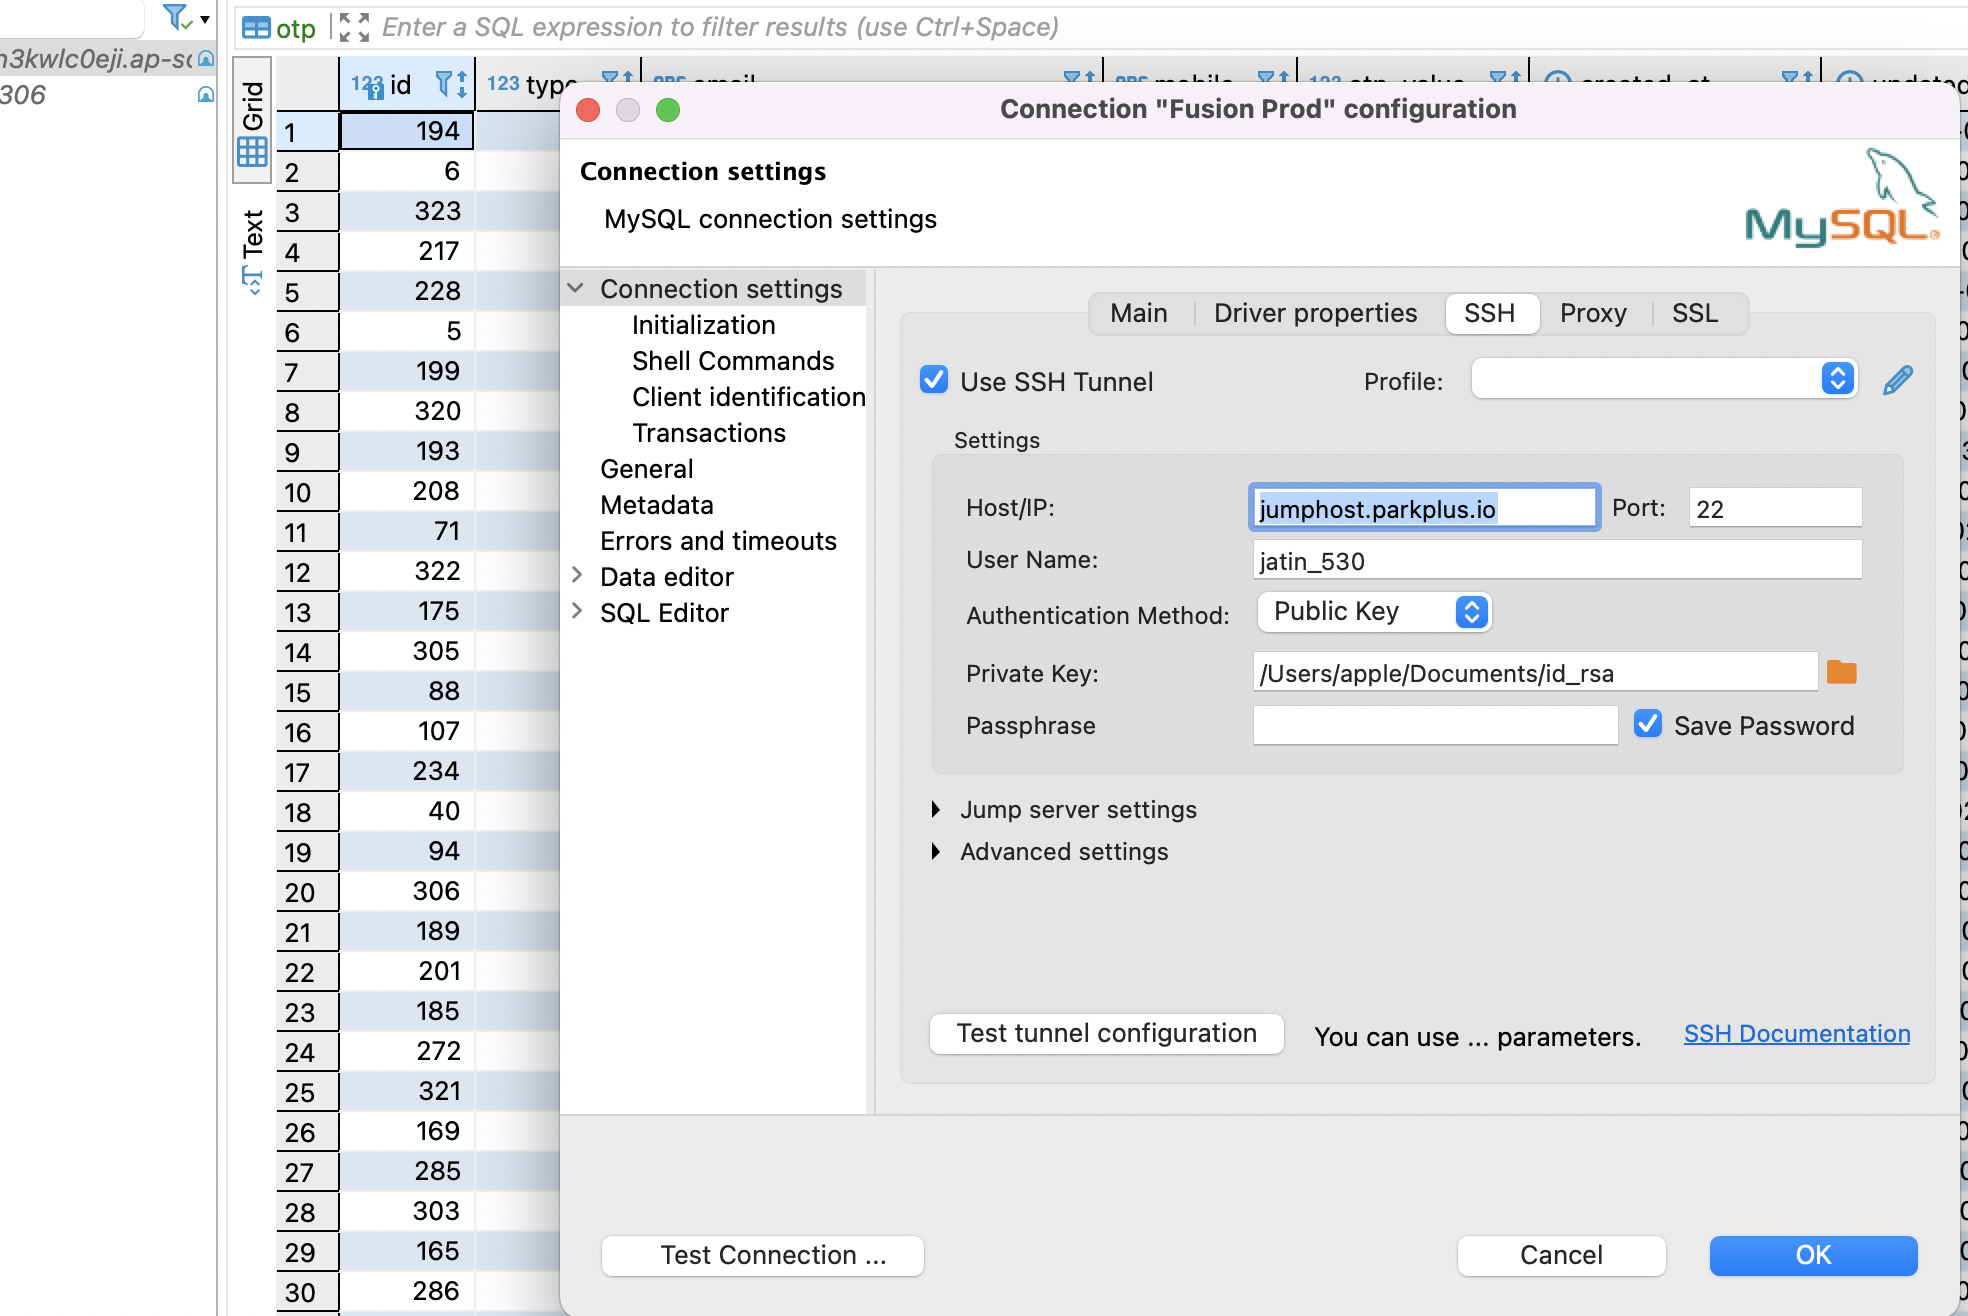 otp Enter a SQL expression to filter results (use Ctrl+Space)
306
Grid
Text
123 id 123 type
1 194
2 6
3 323
4 217
5 228
6 5
7 199
8 320
9 193
10 208
11 71
12 322
13 175
14 305
15 88
16 107
17 234
18 40
19 94
20 306
21 189
22 201
23 185
24 272
25 321
26 169
27 285
28 303
29 165
30 286
Connection "Fusion Prod" configuration
Connection settings
MySQL connection settings
MySQL
Connection settings
Initialization
Shell Commands
Client identification
Transactions
General
Metadata
Errors and timeouts
Data editor
SQL Editor
Main Driver properties SSH Proxy SSL
Use SSH Tunnel Profile:
Settings
Host/IP: jumphost.parkplus.io Port: 22
User Name: jatin_530
Authentication Method: Public Key
Private Key: /Users/apple/Documents/id_rsa
Passphrase Save Password
Jump server settings
Advanced settings
Test tunnel configuration You can use ... parameters. SSH Documentation
Test Connection ... Cancel OK